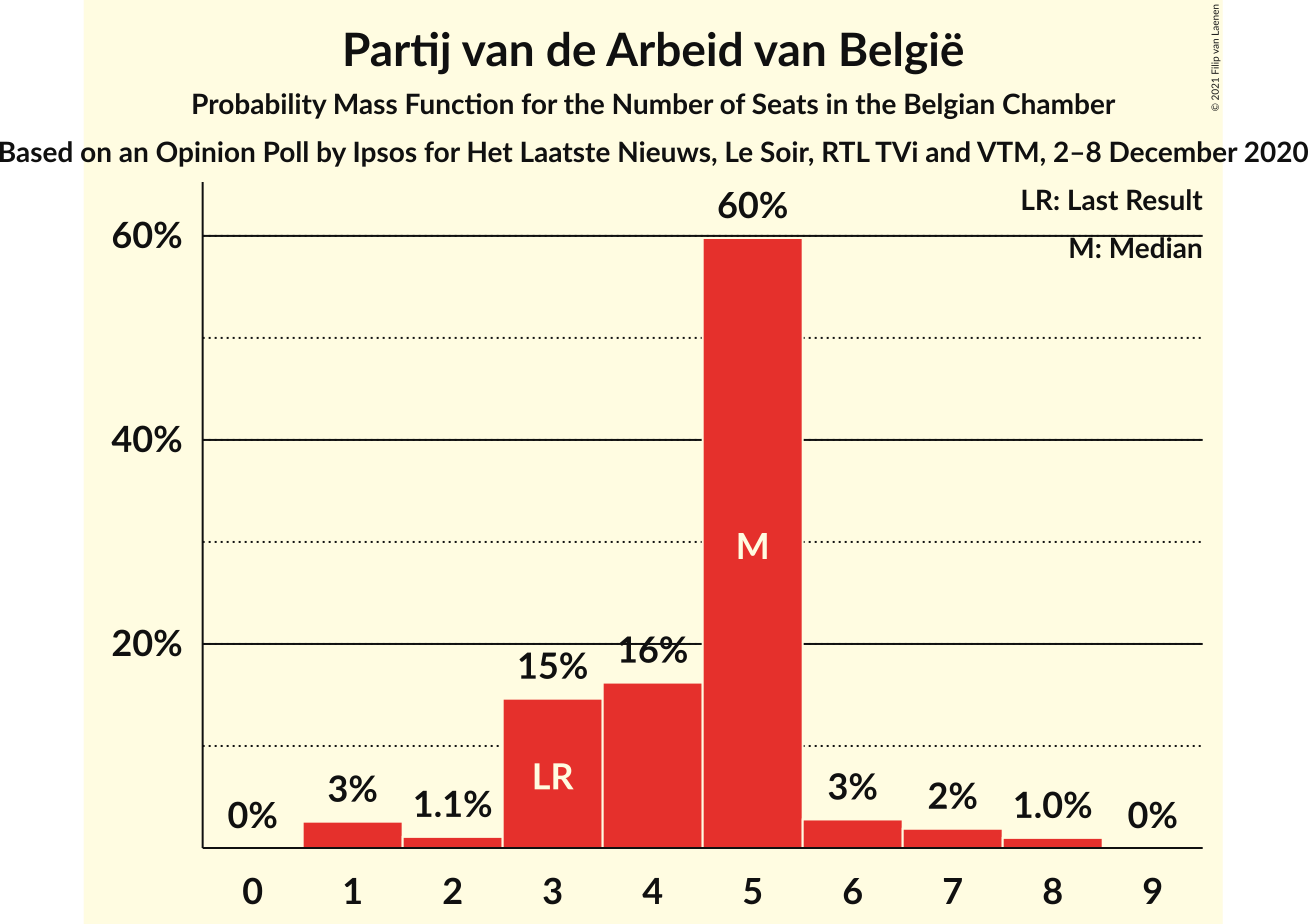 Partij van de Arbeid van België
Probability Mass Function for the Number of Seats in the Belgian Chamber
Based on an Opinion Poll by Ipsos for Het Laatste Nieuws, Le Soir, RTL TVi and VTM, 2–8 December 2020
© 2021 Filip van Laenen
LR: Last Result
M: Median
60%
40%
20%
0%
3%
1.1%
15%
16%
60%
3%
2%
1.0%
0%
LR
M
0 1 2 3 4 5 6 7 8 9